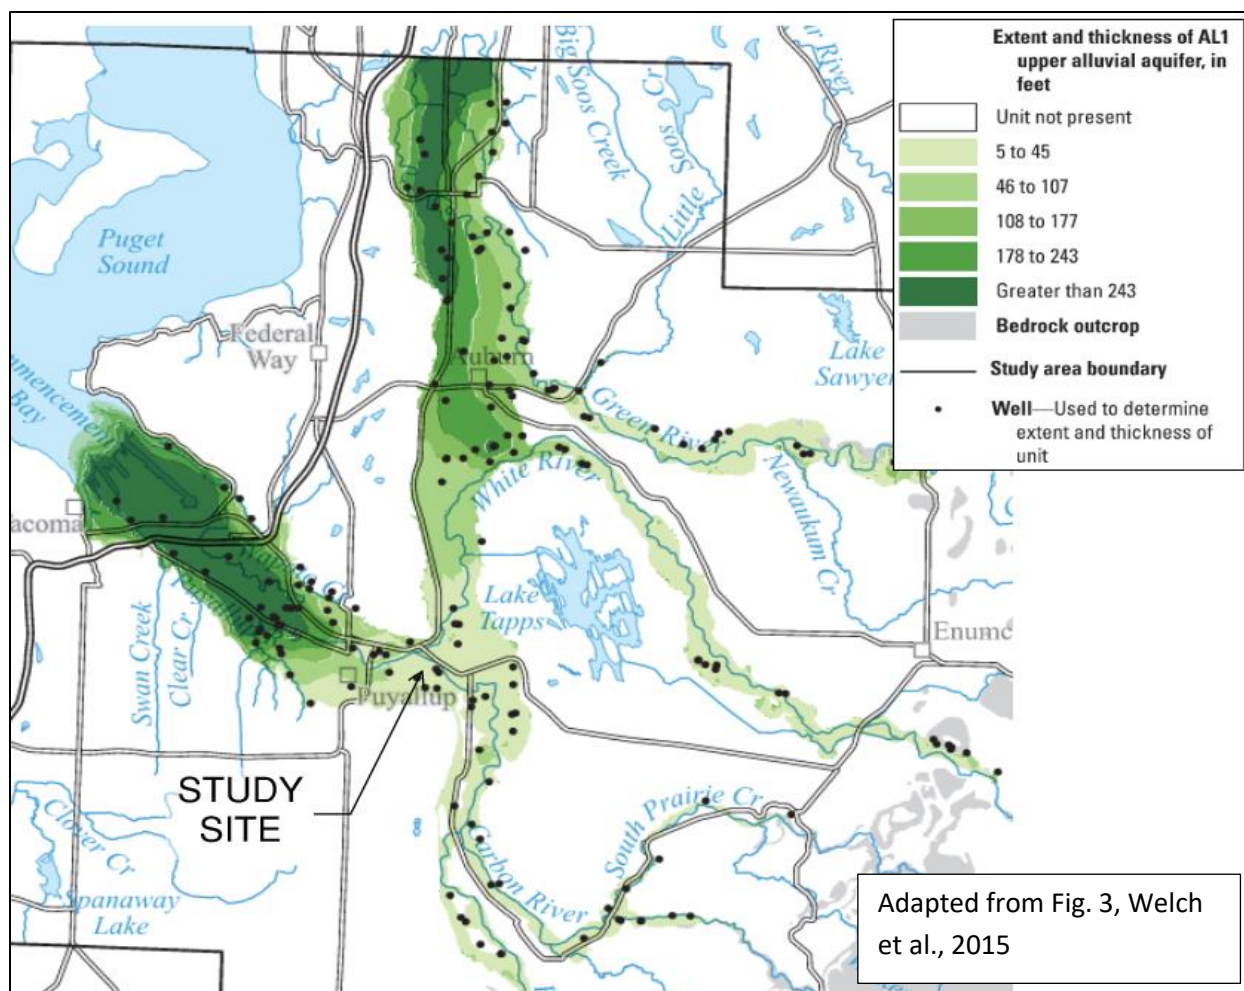 Extent and thickness of AL1
upper alluvial aquifer, in
feet
Unit not present
5 to 45
46 to 107
108 to 177
178 to 243
Greater than 243
Bedrock outcrop
Study area boundary
Well—Used to determine
extent and thickness of
unit
Big Soos Creek
Little Soos Cr
River
Puget
Sound
Federal
Way
Auburn
Lake
Sawyer
Bay
Green River
White River
Newaukum Cr
Lake
Tapps
Puyallup
Swan Creek
Clear Cr
STUDY
SITE
South Prairie Cr
Carbon River
Clover Cr
Spanaway
Lake
Adapted from Fig. 3, Welch
et al., 2015